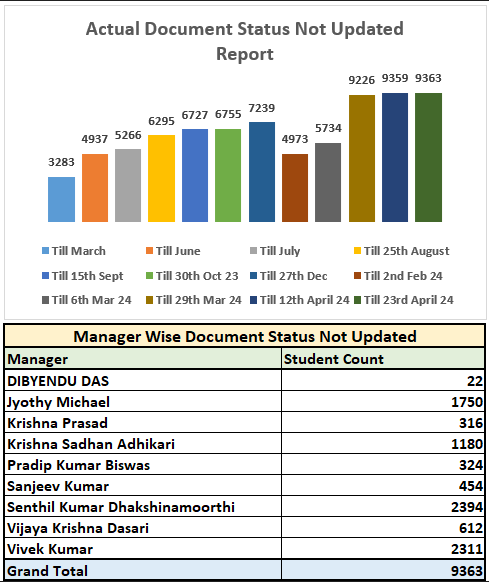 Actual Document Status Not Updated
Report
3283 4937 5266 6295 6727 6755 7239 4973 5734 9226 9359 9363
Till March Till June Till July Till 25th August
Till 15th Sept Till 30th Oct 23 Till 27th Dec Till 2nd Feb 24
Till 6th Mar 24 Till 29th Mar 24 Till 12th April 24 Till 23rd April 24
Manager Wise Document Status Not Updated
Manager Student Count
DIBYENDU DAS 22
Jyothy Michael 1750
Krishna Prasad 316
Krishna Sadhan Adhikari 1180
Pradip Kumar Biswas 324
Sanjeev Kumar 454
Senthil Kumar Dhakshinamoorthi 2394
Vijaya Krishna Dasari 612
Vivek Kumar 2311
Grand Total 9363